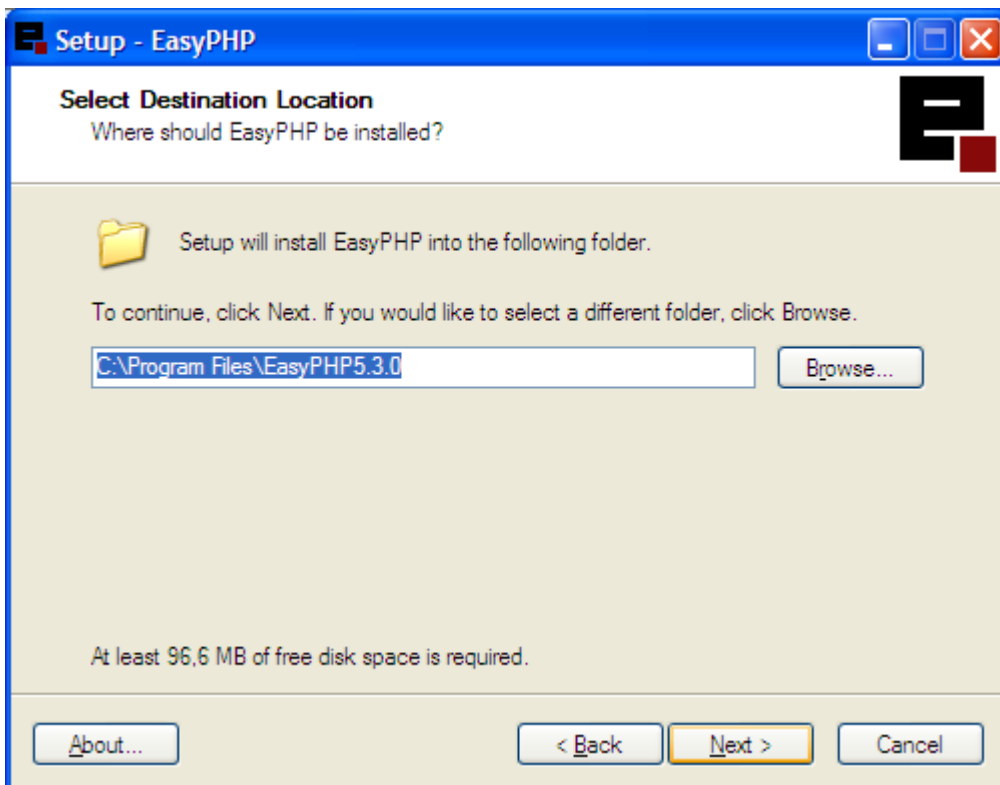 Setup - EasyPHP
Select Destination Location
Where should EasyPHP be installed?
Setup will install EasyPHP into the following folder.
To continue, click Next. If you would like to select a different folder, click Browse.
C:\Program Files\EasyPHP5.3.0
Browse...
At least 96,6 MB of free disk space is required.
About...
< Back
Next >
Cancel